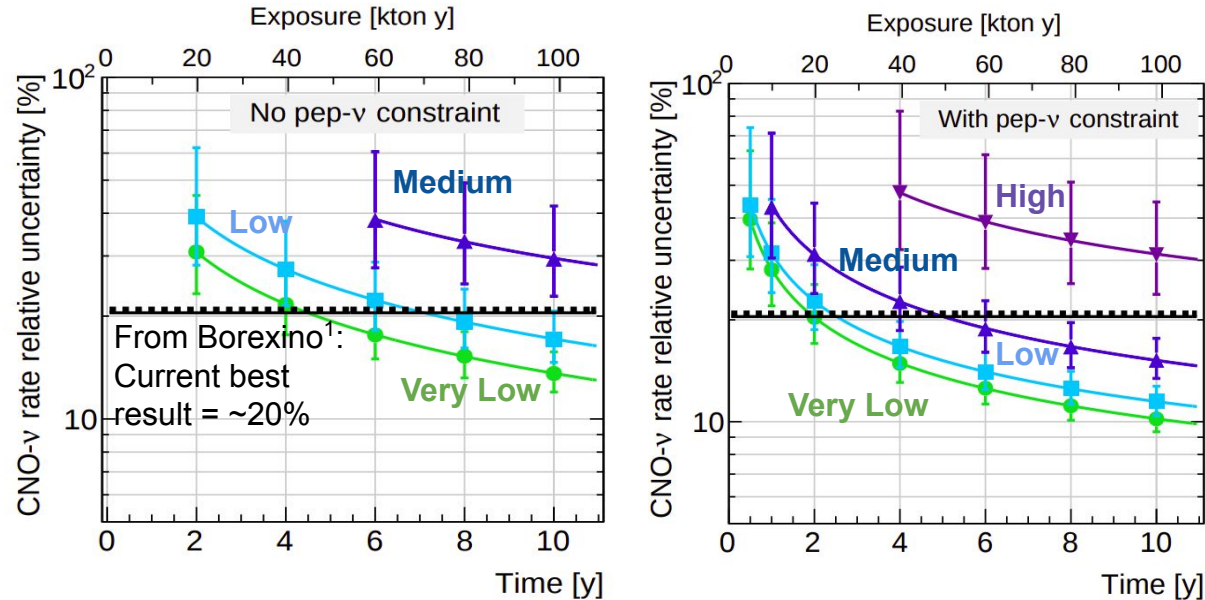 Exposure [kton y]
0 20 40 60 80 100
CNO-ν rate relative uncertainty [%]
10²
10
No pep-ν constraint
Medium
Low
From Borexino¹:
Current best
result = ~20%
Very Low
0 2 4 6 8 10
Time [y]
Exposure [kton y]
0 20 40 60 80 100
CNO-ν rate relative uncertainty [%]
10²
10
With pep-ν constraint
High
Medium
Low
Very Low
0 2 4 6 8 10
Time [y]